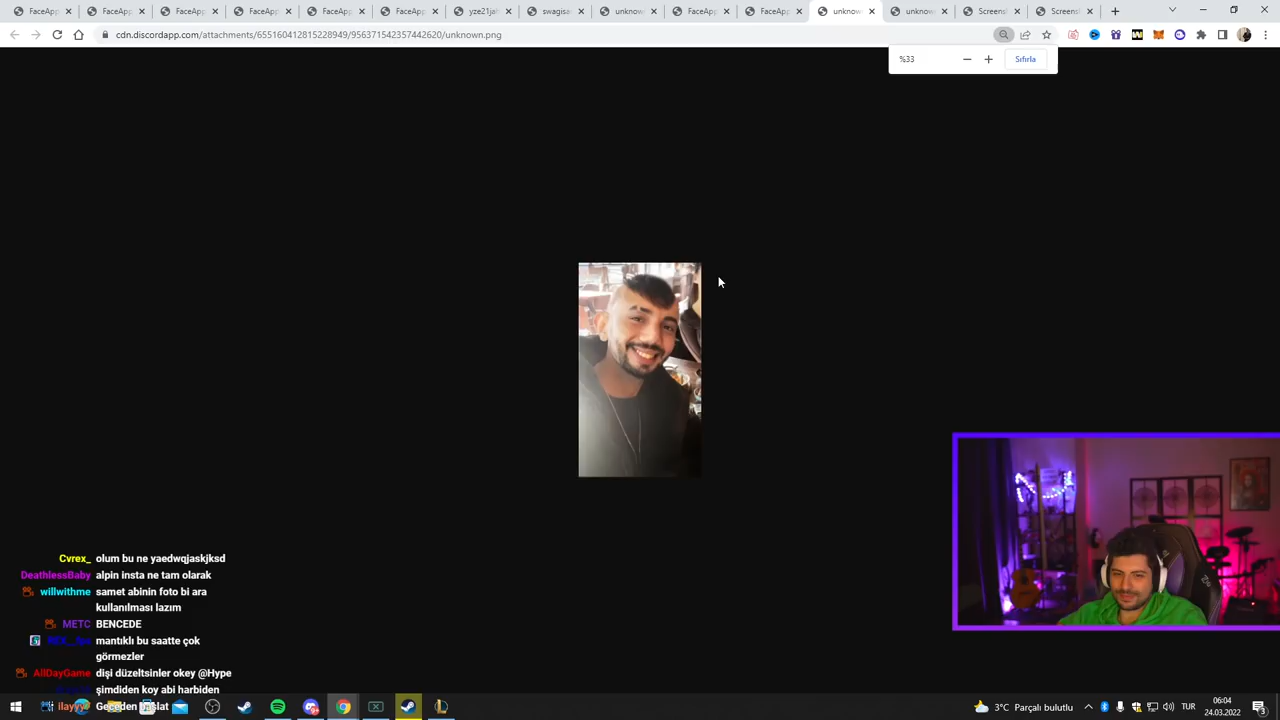 FaceApp
FaceApp
FaceApp
FaceApp
FaceApp
FaceApp
yze21jah
swagisa
unknow
FaceApp
FaceApp
unknow
unknow
Screensh
Screensh
cdn.discordapp.com/attachments/655160412815228949/956371542357442620/unknown.png
%33
Sıfırla
Cvrex_ olum bu ne yaedwqjaskjksd
DeathlessBaby alpin insta ne tam olarak
willwithme samet abinin foto bi ara
kullanılması lazım
METC BENCEDE
mantıklı bu saatte çok
görmezler
AllDayGame dişi düzeltsinler okey @Hype
şimdiden koy abi harbiden
3°C Parçalı bulutlu
TUR
06:04
24.03.2022